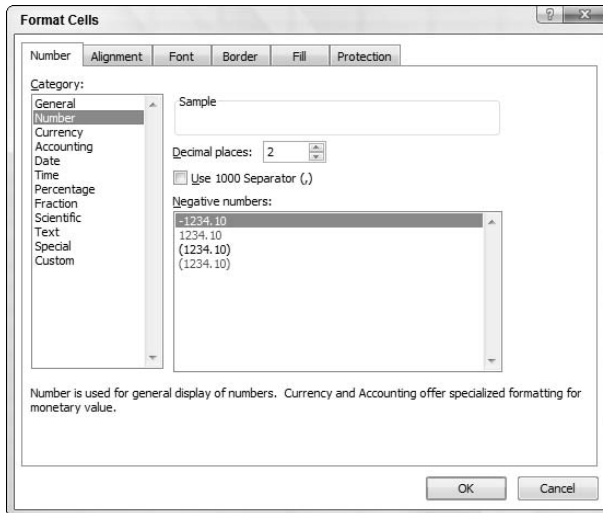 Format Cells
Number Alignment Font Border Fill Protection
Category:
General
Number
Currency
Accounting
Date
Time
Percentage
Fraction
Scientific
Text
Special
Custom
Sample
Decimal places: 2
Use 1000 Separator (,)
Negative numbers:
-1234.10
1234.10
(1234.10)
(1234.10)
Number is used for general display of numbers. Currency and Accounting offer specialized formatting for
monetary value.
OK Cancel